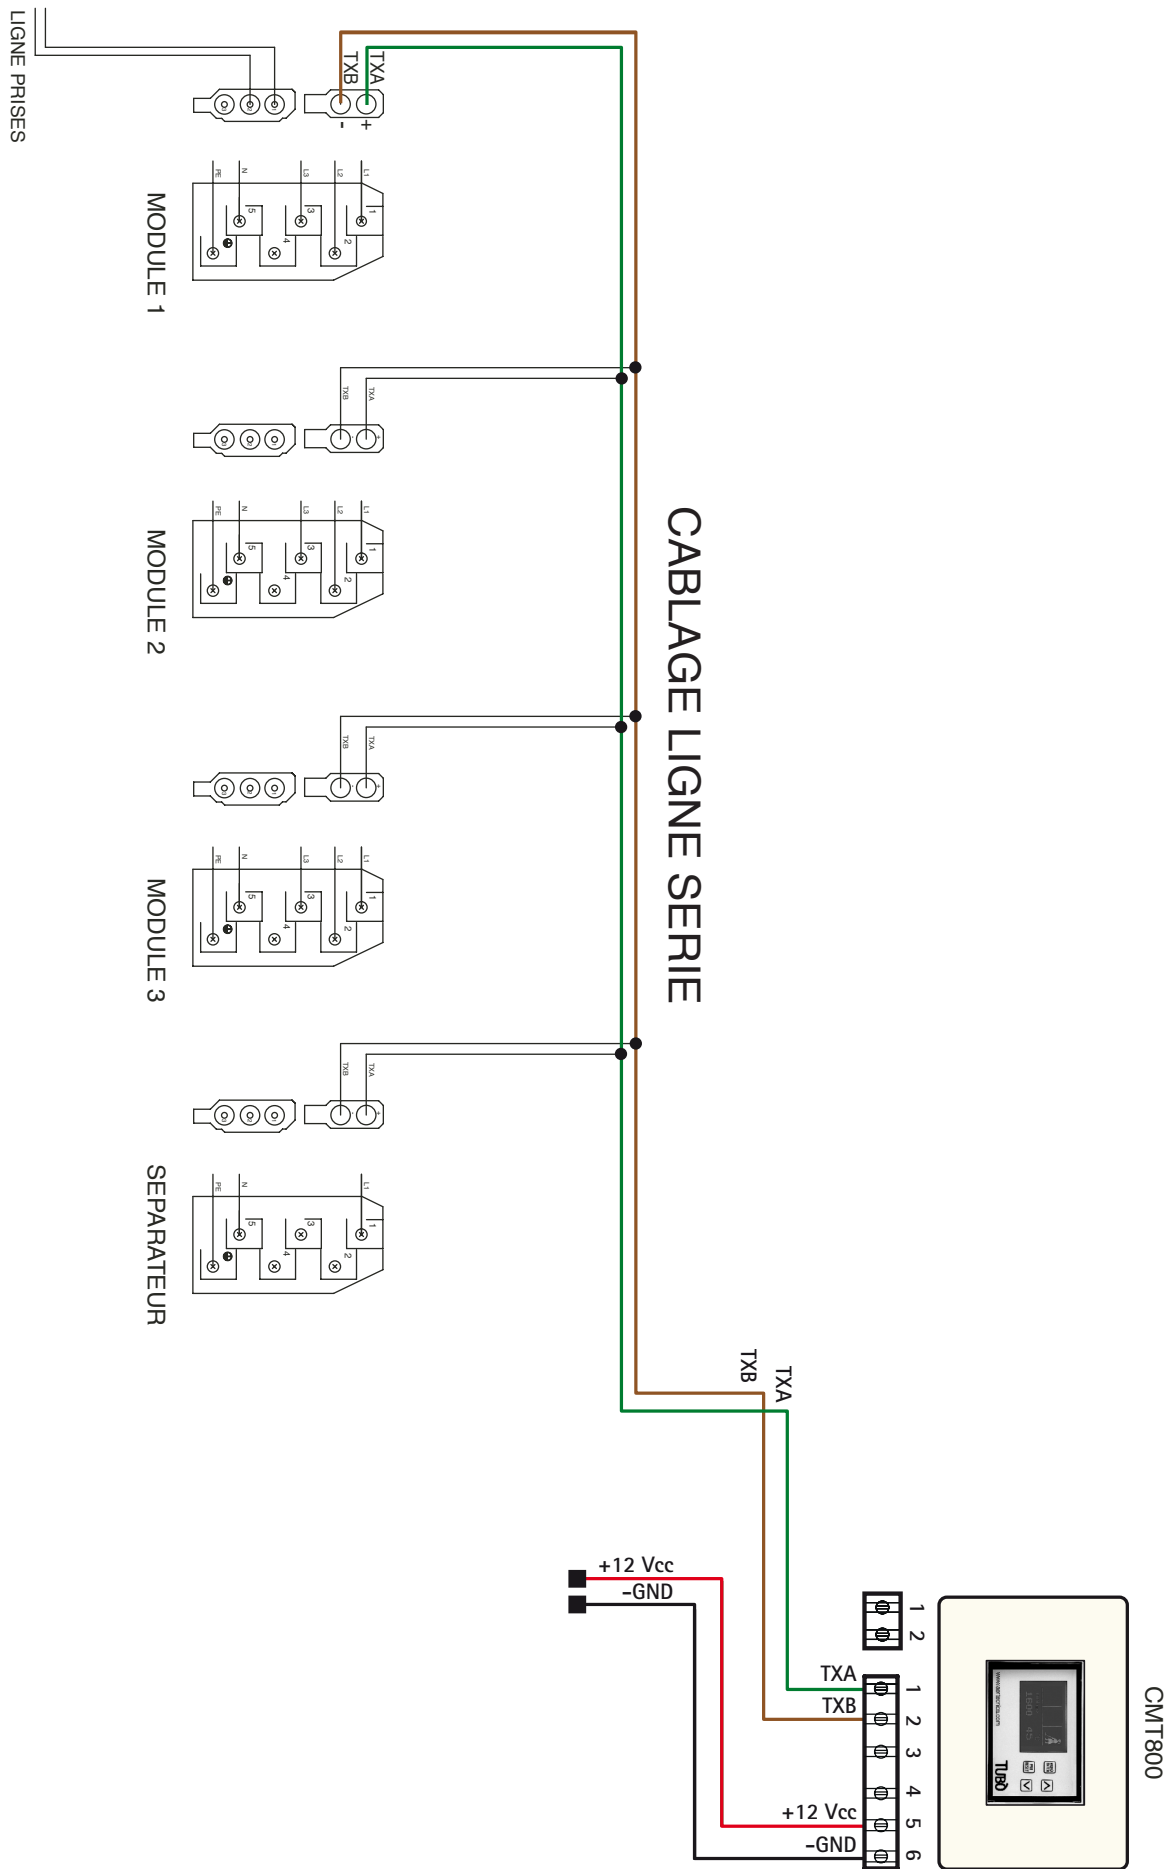 LIGNE PRISES
TXB
TXA
-
+
PE
N
L3
L2
L1
5
4
3
2
1
MODULE 1
TXB
TXA
-
+
PE
N
L3
L2
L1
5
4
3
2
1
MODULE 2
CABLAGE LIGNE SERIE
TXB
TXA
-
+
PE
N
L3
L2
L1
5
4
3
2
1
MODULE 3
TXB
TXA
-
+
PE
N
L1
5
4
3
2
1
SEPARATEUR
TXB
TXA
+12 Vcc
-GND
1
2
TXA
TXB
+12 Vcc
-GND
1
2
3
4
5
6
CMT800
TUBÒ